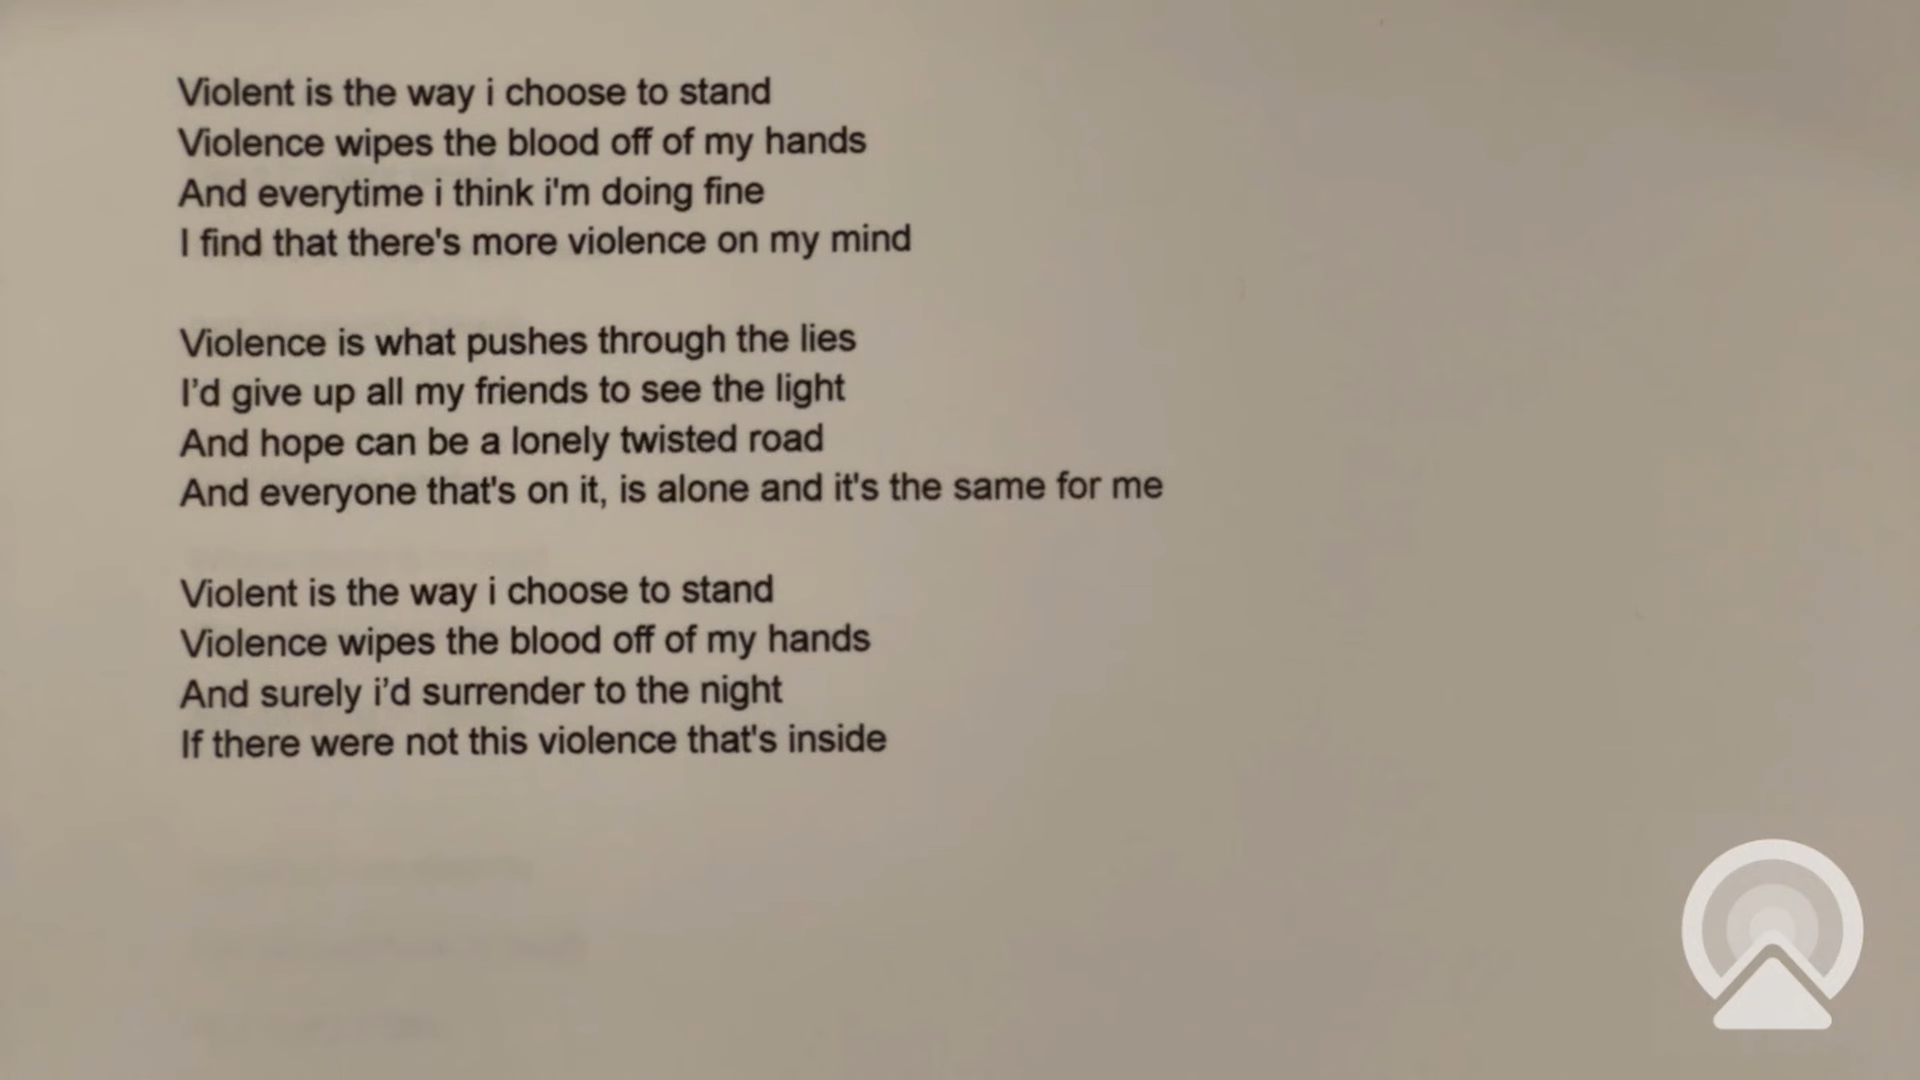 Violent is the way i choose to stand
Violence wipes the blood off of my hands
And everytime i think i'm doing fine
I find that there's more violence on my mind
Violence is what pushes through the lies
I’d give up all my friends to see the light
And hope can be a lonely twisted road
And everyone that's on it, is alone and it's the same for me
Violent is the way i choose to stand
Violence wipes the blood off of my hands
And surely i’d surrender to the night
If there were not this violence that's inside